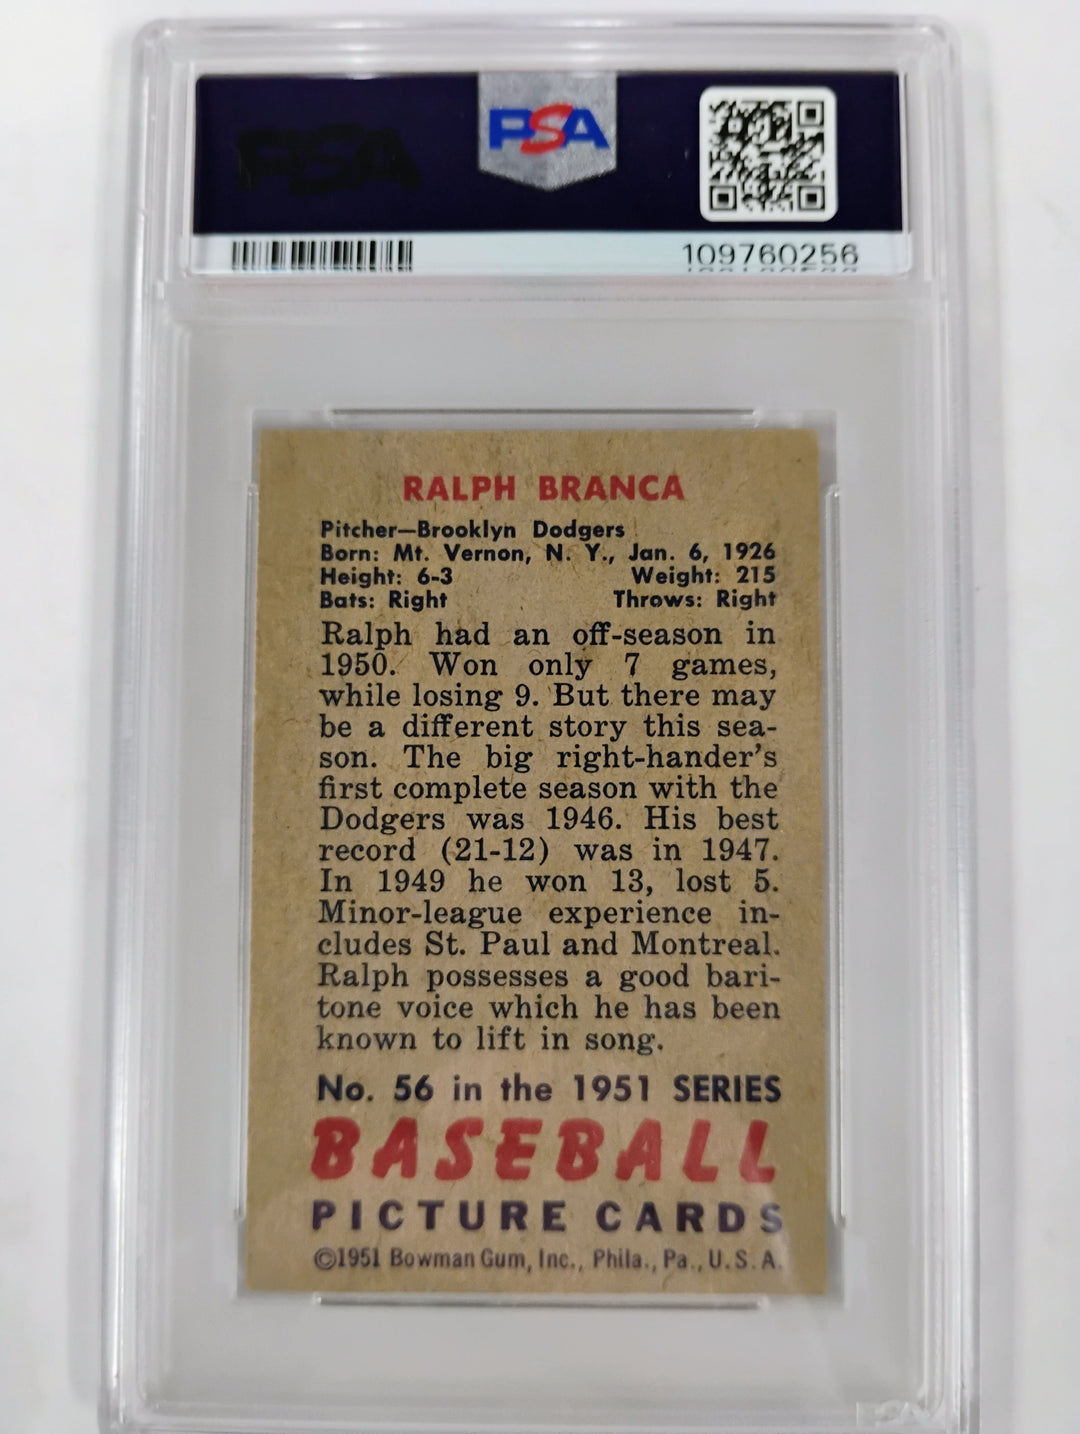 PSA
PSA
109760256
RALPH BRANCA
Pitcher—Brooklyn Dodgers
Born: Mt. Vernon, N. Y., Jan. 6, 1926
Height: 6-3 Weight: 215
Bats: Right Throws: Right
Ralph had an off-season in
1950. Won only 7 games,
while losing 9. But there may
be a different story this sea-
son. The big right-hander's
first complete season with the
Dodgers was 1946. His best
record (21-12) was in 1947.
In 1949 he won 13, lost 5.
Minor-league experience in-
cludes St. Paul and Montreal.
Ralph possesses a good bari-
tone voice which he has been
known to lift in song.
No. 56 in the 1951 SERIES
BASEBALL
PICTURE CARDS
©1951 Bowman Gum, Inc., Phila., Pa., U.S.A.
PSA